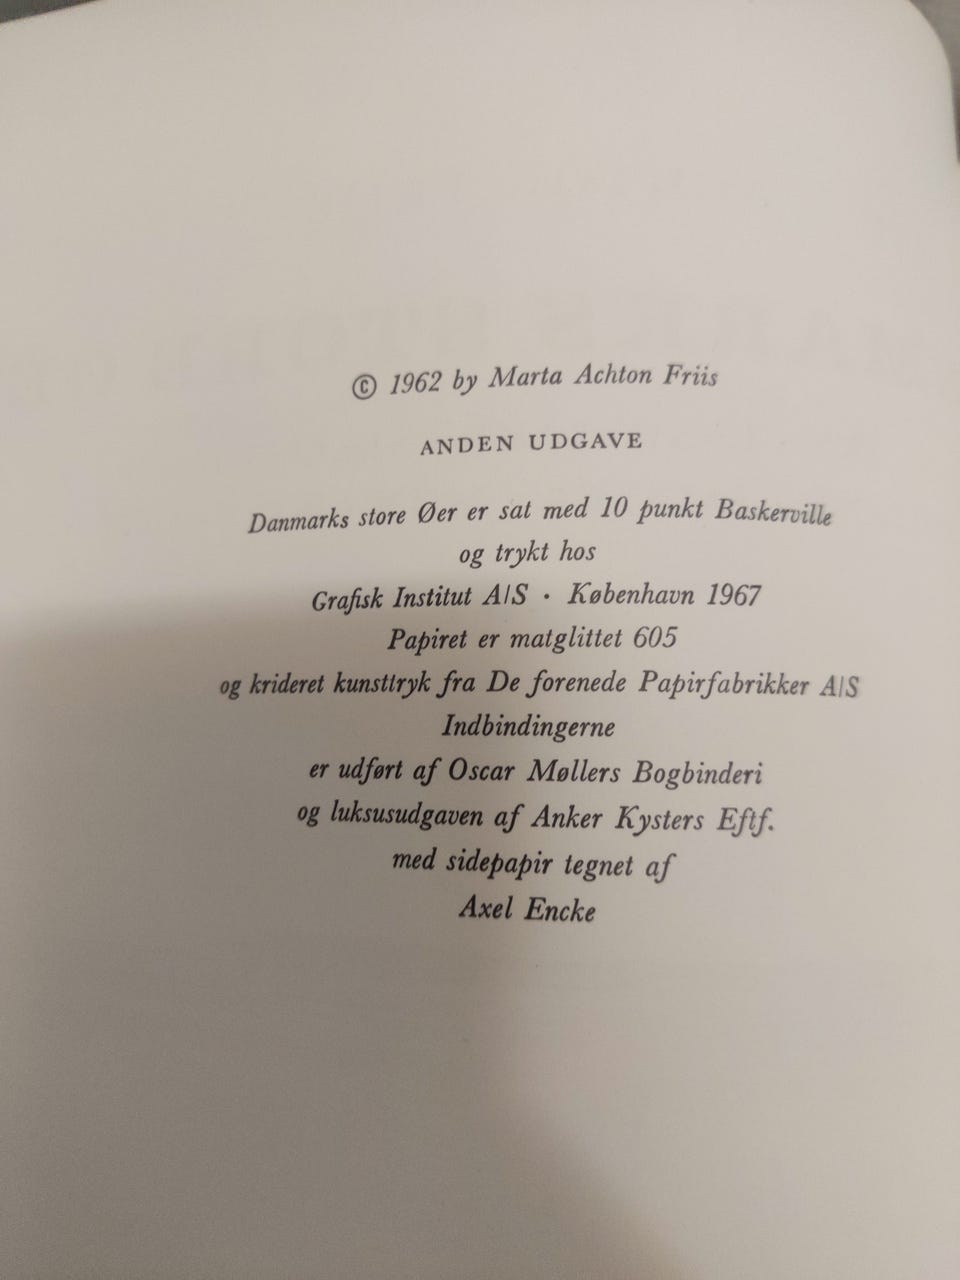 © 1962 by Marta Achton Friis
ANDEN UDGAVE
Danmarks store Øer er sat med 10 punkt Baskerville
og trykt hos
Grafisk Institut A/S · København 1967
Papiret er matglittet 605
og krideret kunsttryk fra De forenede Papirfabrikker A/S
Indbindingerne
er udført af Oscar Møllers Bogbinderi
og luksusudgaven af Anker Kysters Eftf.
med sidepapir tegnet af
Axel Encke